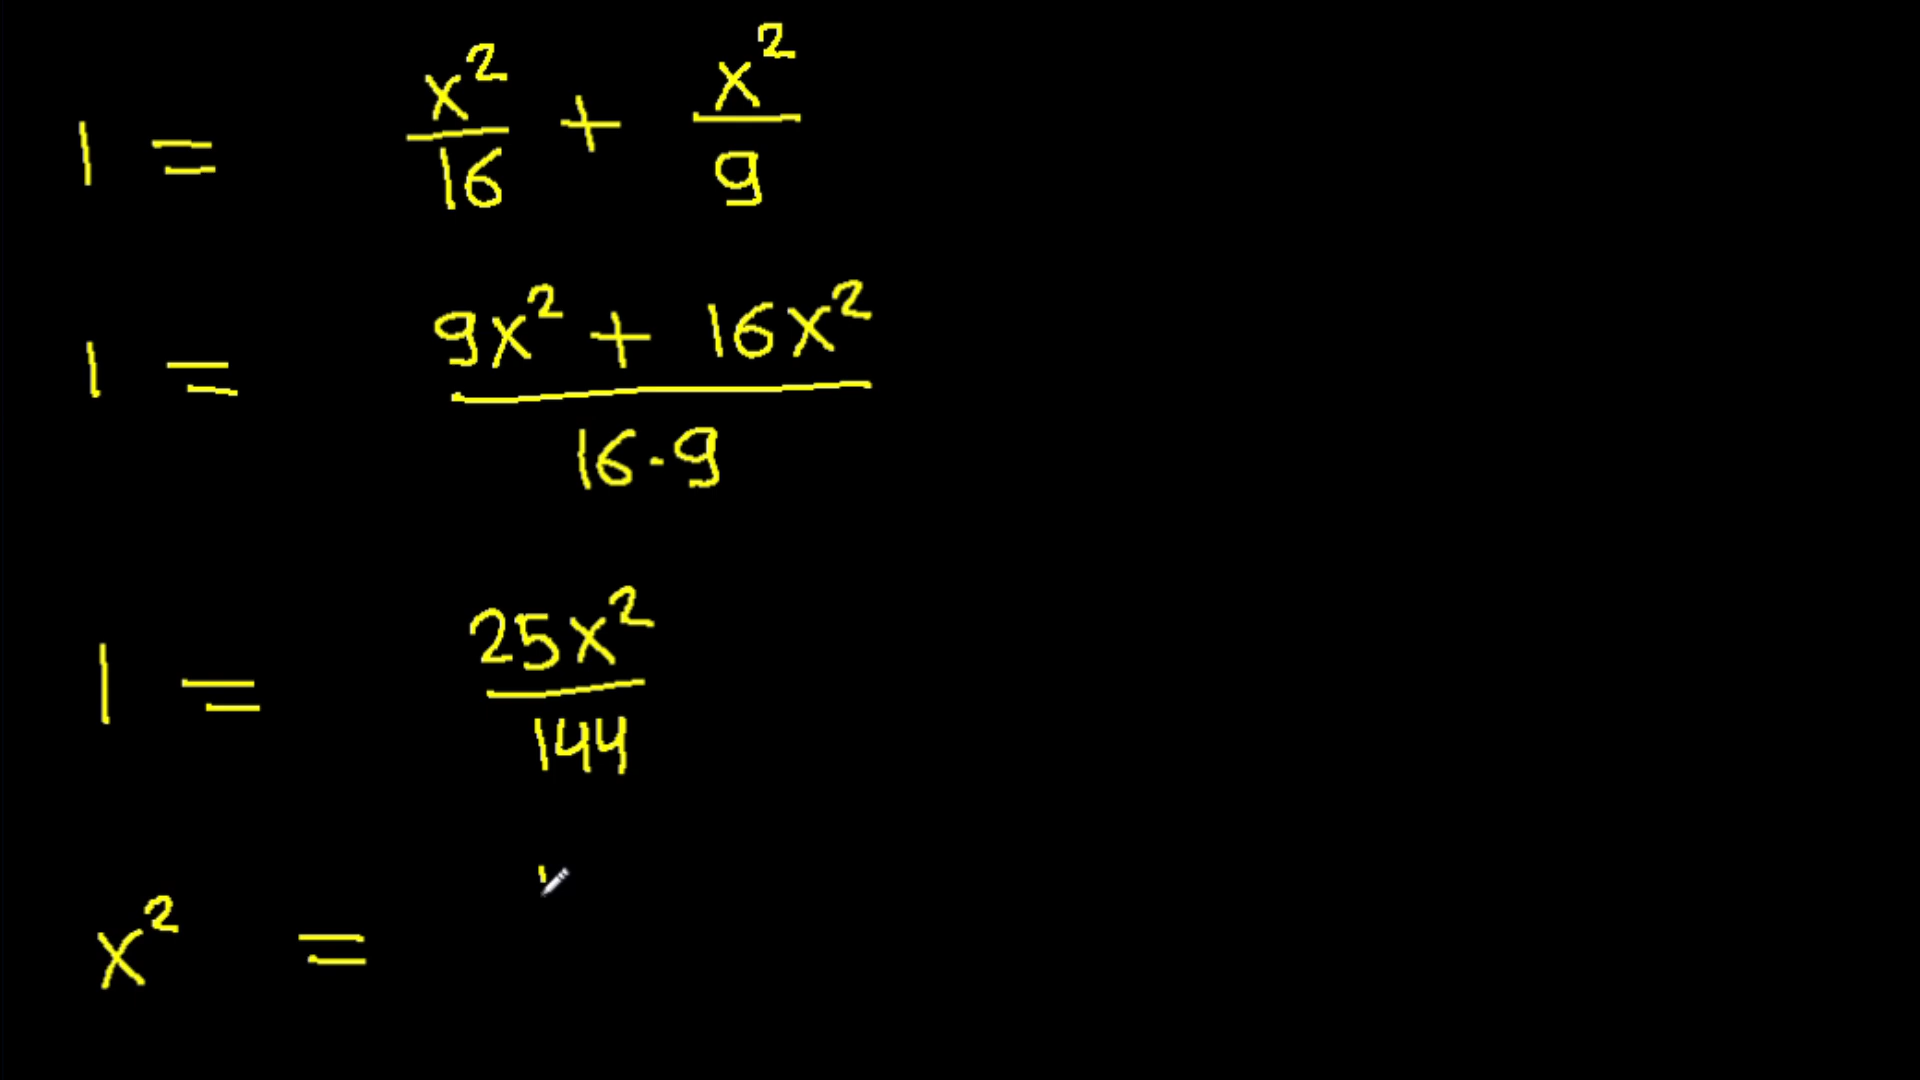 1 = x²/16 + x²/9
1 = (9x² + 16x²)/(16·9)
1 = 25x²/144
x² =